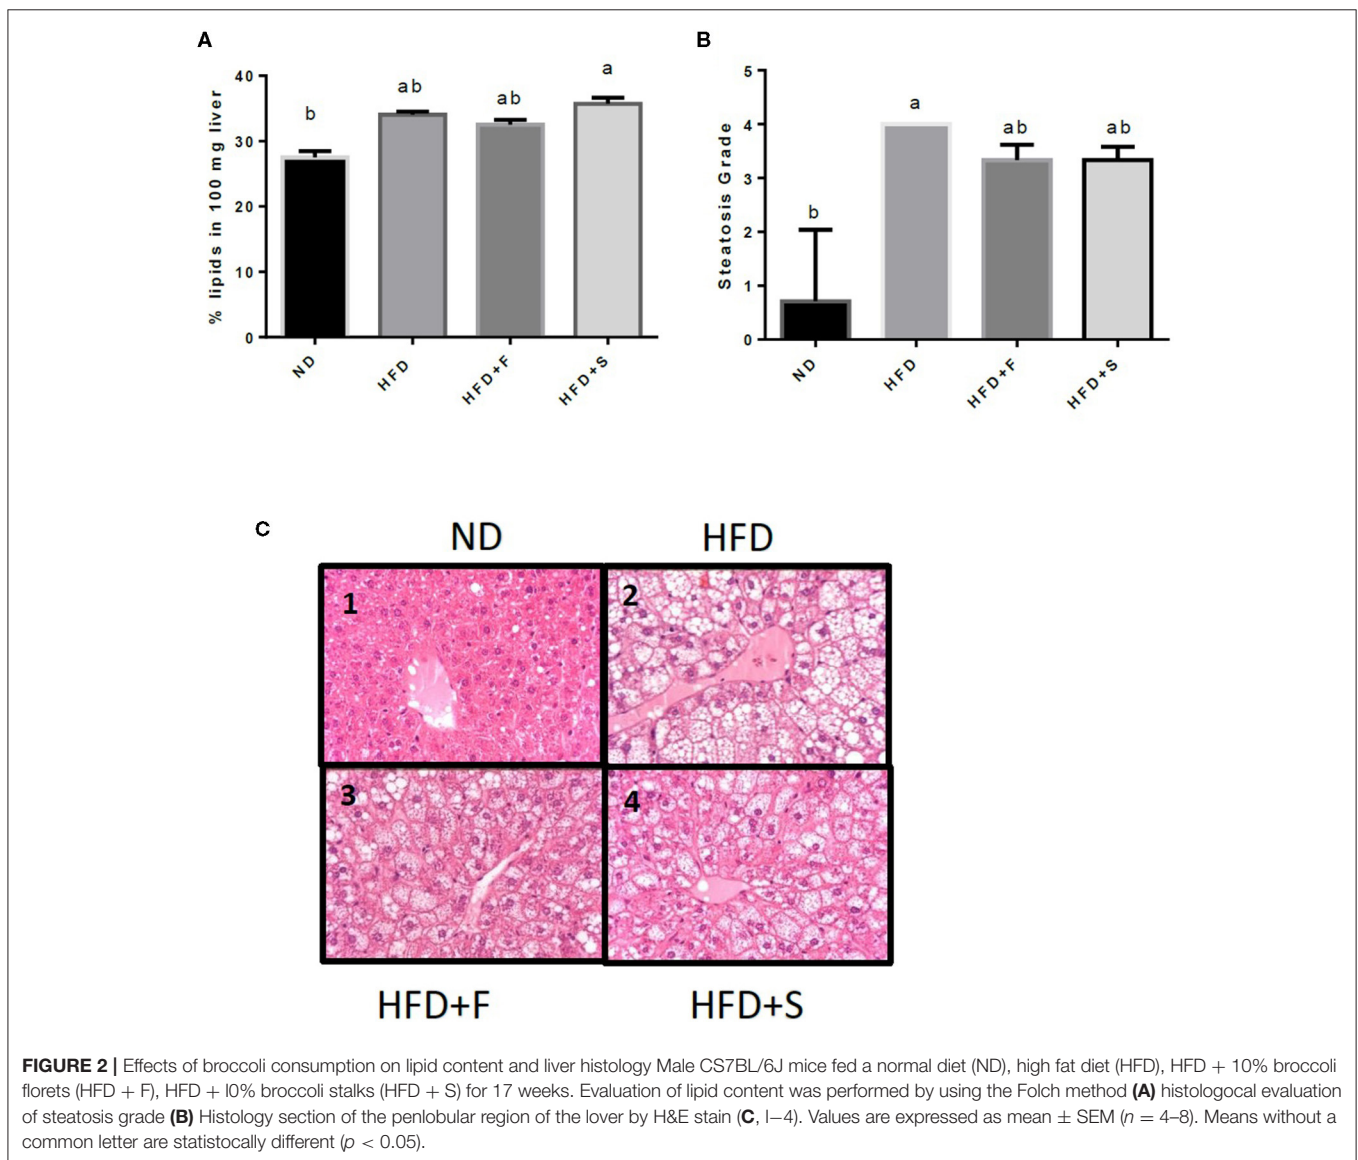 A
% lipids in 100 mg liver
40
30
20
10
0
b
ab
ab
a
ND
HFD
HFD+F
HFD+S
B
Steatosis Grade
5
4
3
2
1
0
b
a
ab
ab
ND
HFD
HFD+F
HFD+S
C
ND
HFD
1
2
3
4
HFD+F
HFD+S
FIGURE 2 | Effects of broccoli consumption on lipid content and liver histology Male CS7BL/6J mice fed a normal diet (ND), high fat diet (HFD), HFD + 10% broccoli
florets (HFD + F), HFD + l0% broccoli stalks (HFD + S) for 17 weeks. Evaluation of lipid content was performed by using the Folch method (A) histologocal evaluation
of steatosis grade (B) Histology section of the penlobular region of the lover by H&E stain (C, l–4). Values are expressed as mean ± SEM (n = 4–8). Means without a
common letter are statistocally different (p < 0.05).